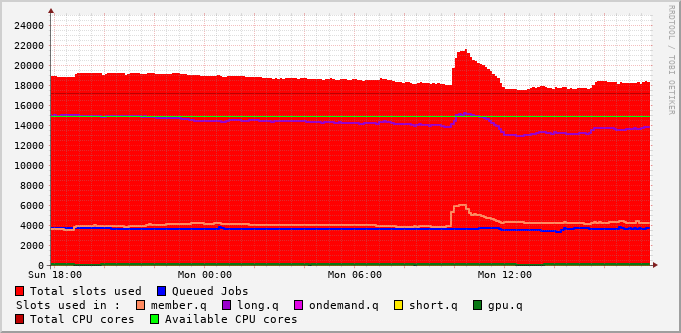 RRDTOOL / TOBI OETIKER
24000
22000
20000
18000
16000
14000
12000
10000
8000
6000
4000
2000
0
Sun 18:00 Mon 00:00 Mon 06:00 Mon 12:00
Total slots used Queued Jobs
Slots used in : member.q long.q ondemand.q short.q gpu.q
Total CPU cores Available CPU cores